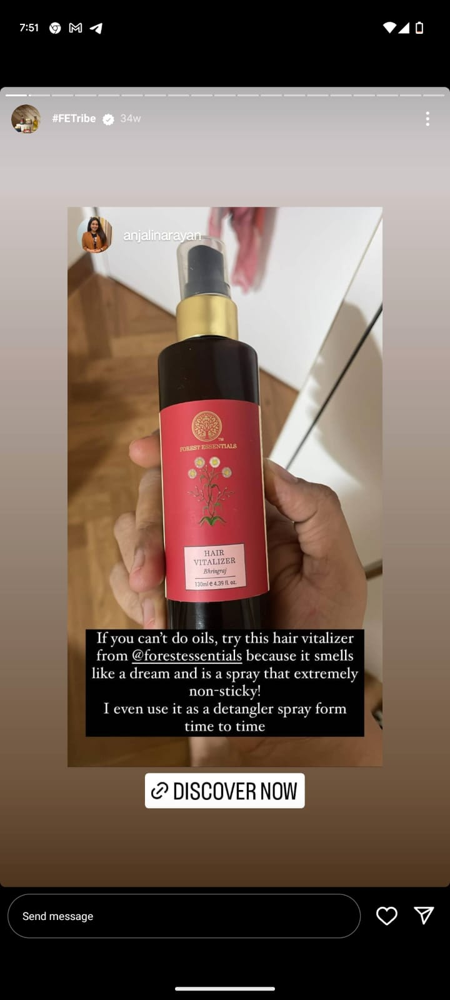 7:51
#FETribe 34w
anjalinarayan
TM
FOREST ESSENTIALS
HAIR
VITALIZER
Bhringraj
130ml e 4.39 fl. oz.
If you can't do oils, try this hair vitalizer
from @forestessentials because it smells
like a dream and is a spray that extremely
non-sticky!
I even use it as a detangler spray form
time to time
DISCOVER NOW
Send message